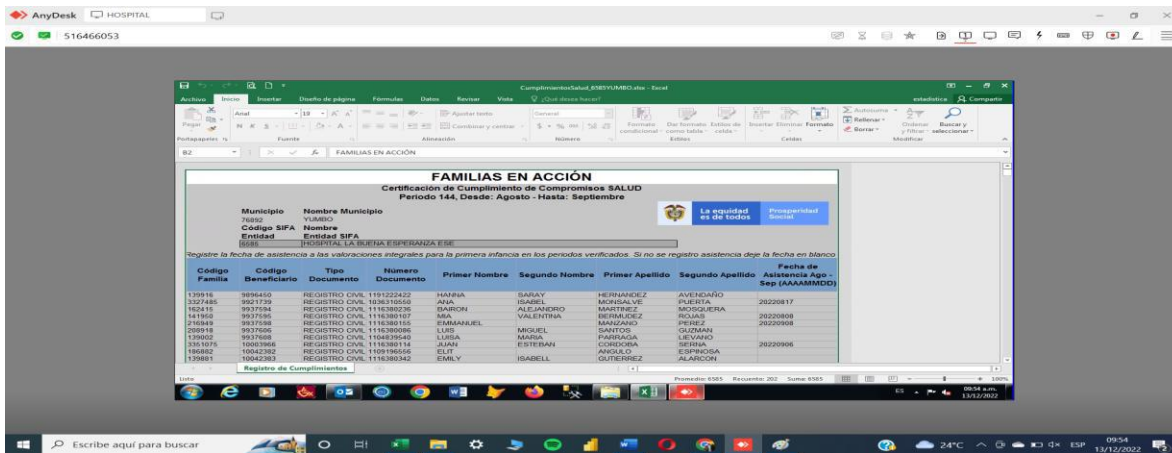 AnyDesk HOSPITAL
516466053
CumplimientosSalud_6585YUMBO.xlsx - Excel
Archivo Inicio Insertar Diseño de página Fórmulas Datos Revisar Vista ¿Qué desea hacer? estadistica Compartir
Arial 18 Ajustar texto General Autosuma
Pegar N K S Combinar y centrar Formato condicional Dar formato como tabla Estilos de celda Insertar Eliminar Formato Rellenar Borrar Ordenar y filtrar Buscar y seleccionar
Portapapeles Fuente Alineación Número Estilos Celdas Modificar
B2 FAMILIAS EN ACCIÓN
FAMILIAS EN ACCIÓN
Certificación de Cumplimiento de Compromisos SALUD
Período 144, Desde: Agosto - Hasta: Septiembre
Municipio Nombre Municipio
76892 YUMBO
Código SIFA Nombre
Entidad Entidad SIFA
6585 HOSPITAL LA BUENA ESPERANZA ESE
La equidad es de todos Prosperidad Social
Registre la fecha de asistencia a las valoraciones integrales para la primera infancia en los periodos verificados. Si no se registro asistencia deje la fecha en blanco
Código Familia Código Beneficiario Tipo Documento Número Documento Primer Nombre Segundo Nombre Primer Apellido Segundo Apellido Fecha de Asistencia Ago - Sep (AAAAMMDD)
139916 9896450 REGISTRO CIVIL 1191222422 HANNA SARAY HERNANDEZ AVENDAÑO
3327485 9921739 REGISTRO CIVIL 1036310550 ANA ISABEL MONSALVE PUERTA 20220817
162415 9937594 REGISTRO CIVIL 1116380236 BAIRON ALEJANDRO MARTINEZ MOSQUERA
141950 9937595 REGISTRO CIVIL 1116380107 MIA VALENTINA BERMUDEZ ROJAS 20220808
216949 9937598 REGISTRO CIVIL 1116380155 EMMANUEL MANZANO PEREZ 20220908
208918 9937606 REGISTRO CIVIL 1116380086 LUIS MIGUEL SANTOS GUZMAN
139002 9937608 REGISTRO CIVIL 1104839540 LUISA MARIA PARRAGA LIEVANO
3351075 10003966 REGISTRO CIVIL 1116380114 JUAN ESTEBAN CORDOBA SERNA 20220906
186882 10042382 REGISTRO CIVIL 1109196556 ELIT ANGULO ESPINOSA
139881 10042383 REGISTRO CIVIL 1116380342 EMILY ISABELL GUTIERREZ ALARCON
Registro de Cumplimientos
Listo Promedio: 6585 Recuento: 202 Suma: 6585 100%
ES 09:54 a.m.
13/12/2022
Escribe aquí para buscar 24°C ESP 09:54
13/12/2022